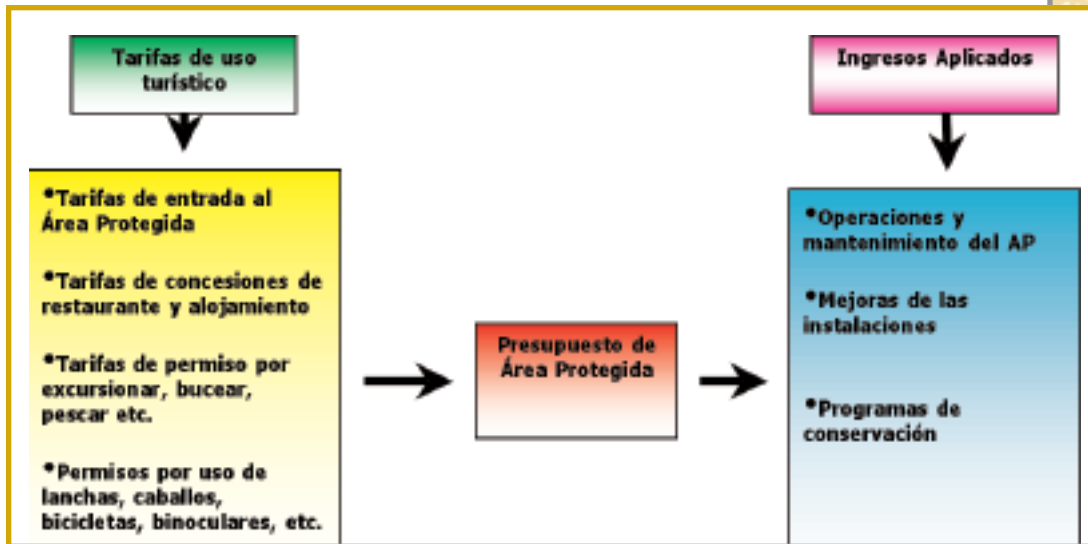 Tarifas de uso
turístico
•Tarifas de entrada al
Área Protegida
•Tarifas de concesiones de
restaurante y alojamiento
•Tarifas de permiso por
excursionar, bucear,
pescar etc.
•Permisos por uso de
lanchas, caballos,
bicicletas, binoculares, etc.
Presupuesto de
Área Protegida
Ingresos Aplicados
•Operaciones y
mantenimiento del AP
•Mejoras de las
instalaciones
•Programas de
conservación